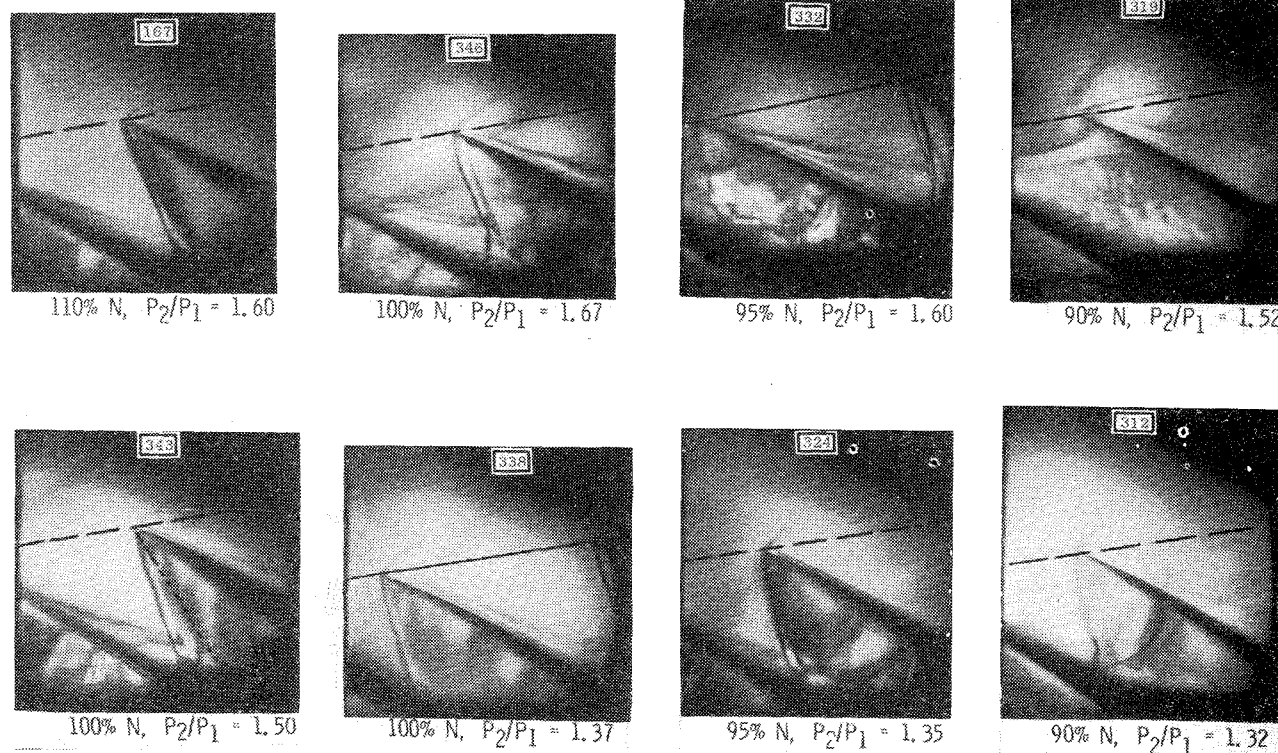 167
346
332
319
110% N, P₂/P₁ = 1.60
100% N, P₂/P₁ = 1.67
95% N, P₂/P₁ = 1.60
90% N, P₂/P₁ = 1.52
343
338
324
312
100% N, P₂/P₁ = 1.50
100% N, P₂/P₁ = 1.37
95% N, P₂/P₁ = 1.35
90% N, P₂/P₁ = 1.32